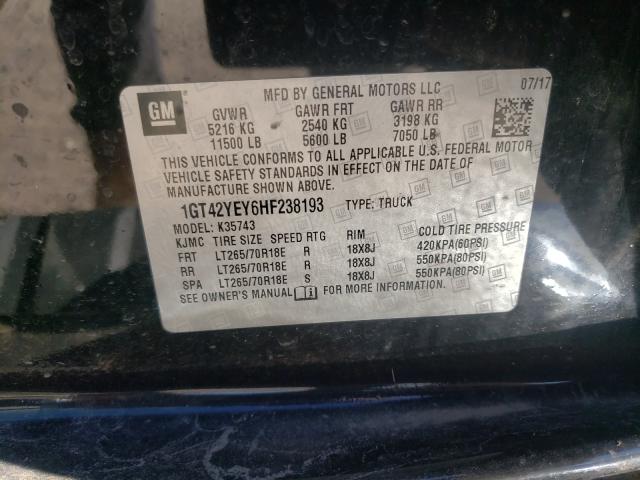 MFD BY GENERAL MOTORS LLC 07/17
GM
GVWR GAWR FRT GAWR RR
5216 KG 2540 KG 3198 KG
11500 LB 5600 LB 7050 LB
THIS VEHICLE CONFORMS TO ALL APPLICABLE U.S. FEDERAL MOTOR
VEHICLE SAFETY STANDARDS IN EFFECT ON THE DATE OF
MANUFACTURE SHOWN ABOVE.
1GT42YEY6HF238193 TYPE: TRUCK
MODEL: K35743
KJMC TIRE SIZE SPEED RTG RIM COLD TIRE PRESSURE
FRT LT265/70R18E R 18X8J 420KPA(60PSI)
RR LT265/70R18E R 18X8J 550KPA(80PSI)
SPA LT265/70R18E S 18X8J 550KPA(80PSI)
SEE OWNER'S MANUAL FOR MORE INFORMATION.